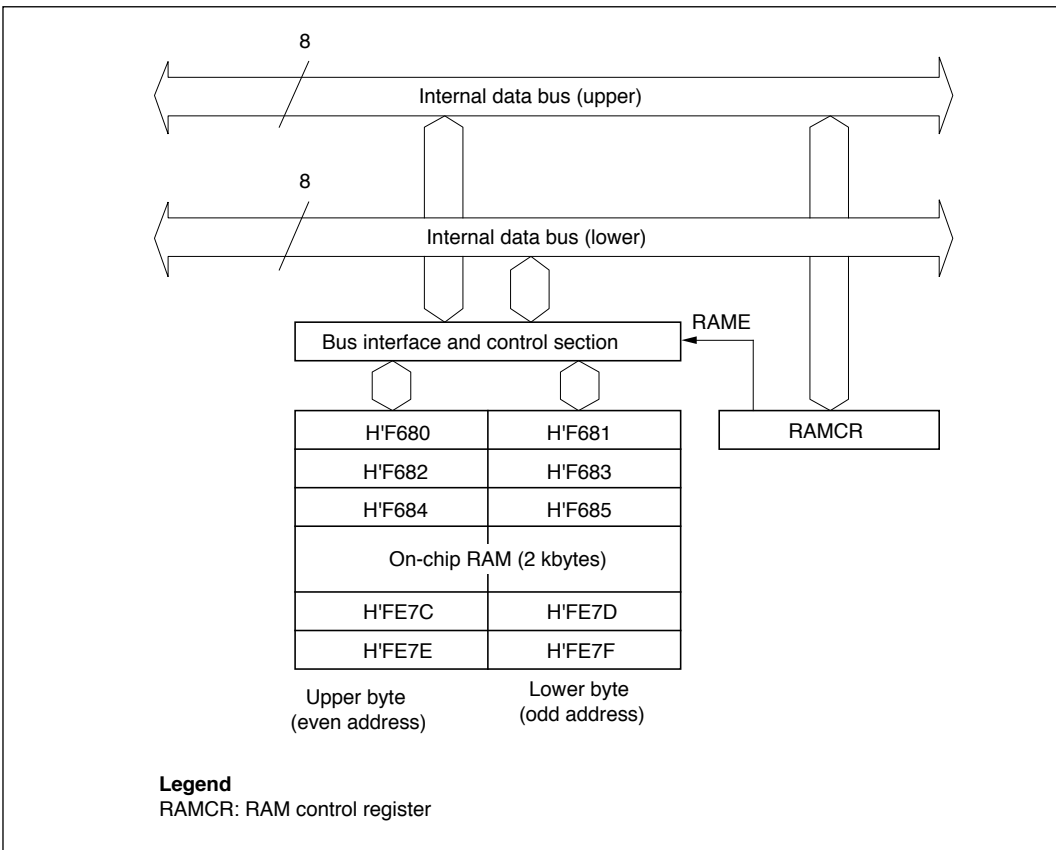 8
Internal data bus (upper)
8
Internal data bus (lower)
RAME
Bus interface and control section
H'F680 H'F681 RAMCR
H'F682 H'F683
H'F684 H'F685
On-chip RAM (2 kbytes)
H'FE7C H'FE7D
H'FE7E H'FE7F
Upper byte
(even address)
Lower byte
(odd address)
Legend
RAMCR: RAM control register